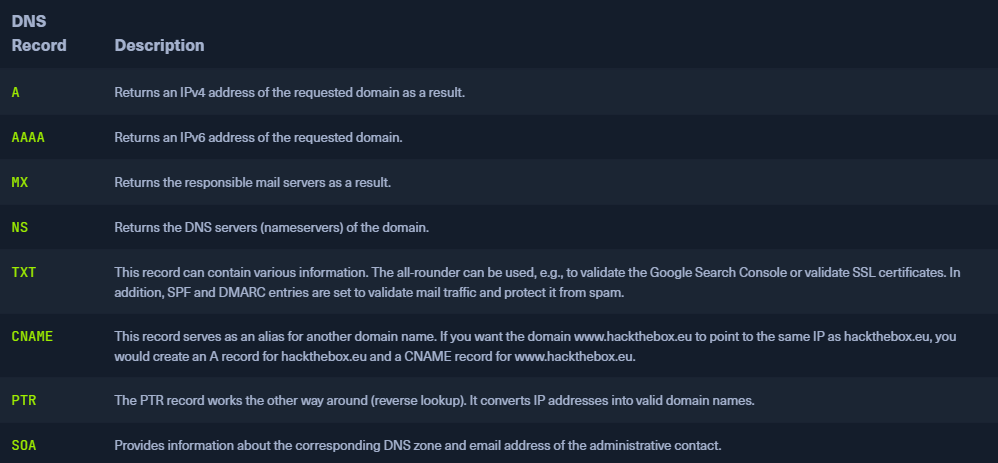 DNS
Record Description
A Returns an IPv4 address of the requested domain as a result.
AAAA Returns an IPv6 address of the requested domain.
MX Returns the responsible mail servers as a result.
NS Returns the DNS servers (nameservers) of the domain.
TXT This record can contain various information. The all-rounder can be used, e.g., to validate the Google Search Console or validate SSL certificates. In
addition, SPF and DMARC entries are set to validate mail traffic and protect it from spam.
CNAME This record serves as an alias for another domain name. If you want the domain www.hackthebox.eu to point to the same IP as hackthebox.eu, you
would create an A record for hackthebox.eu and a CNAME record for www.hackthebox.eu.
PTR The PTR record works the other way around (reverse lookup). It converts IP addresses into valid domain names.
SOA Provides information about the corresponding DNS zone and email address of the administrative contact.